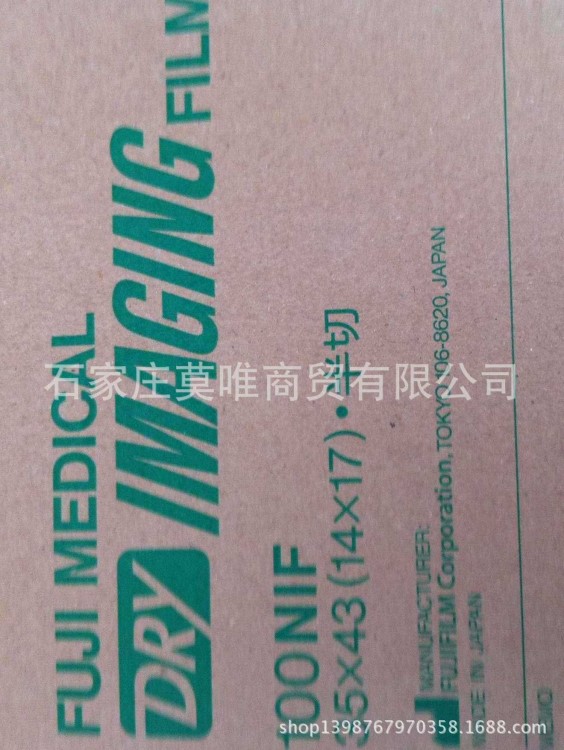 FUJI MEDICAL
DRY IMAGING FILM
100NIF
35×43(14×17)·半切
MANUFACTURER:
FUJIFILM Corporation, TOKYO 106-8620, JAPAN
DE IN JAPAN
石家庄莫唯商贸有限公司
shop1398767970358.1688.com